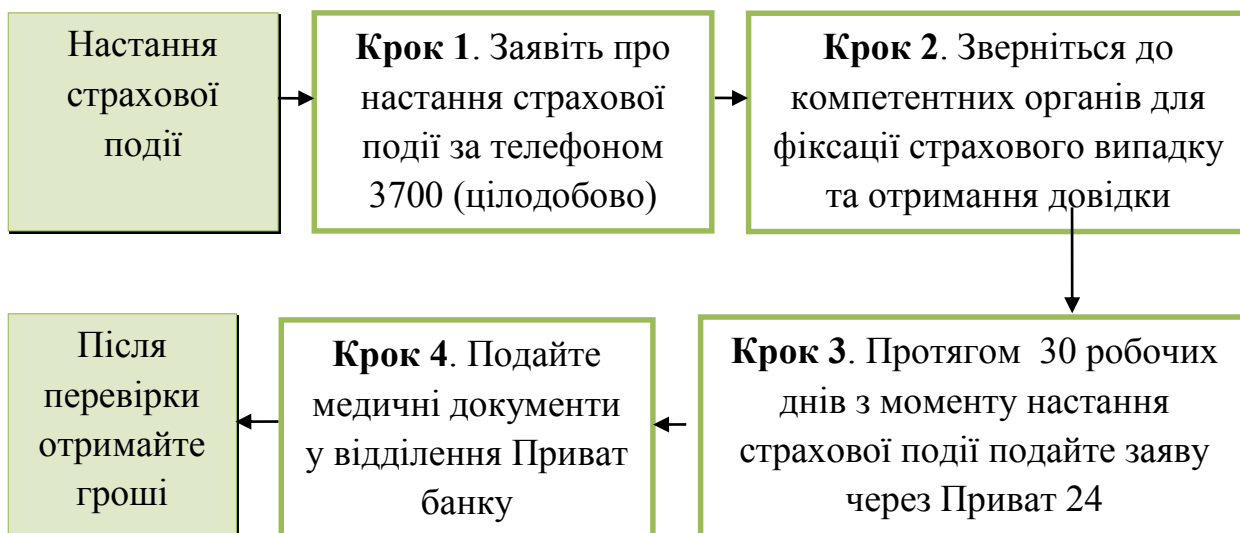 Настання
страхової
події
Крок 1. Заявіть про
настання страхової
події за телефоном
3700 (цілодобово)
Крок 2. Зверніться до
компетентних органів для
фіксації страхового випадку
та отримання довідки
Крок 3. Протягом 30 робочих
днів з моменту настання
страхової події подайте заяву
через Приват 24
Крок 4. Подайте
медичні документи
у відділення Приват
банку
Після
перевірки
отримайте
гроші